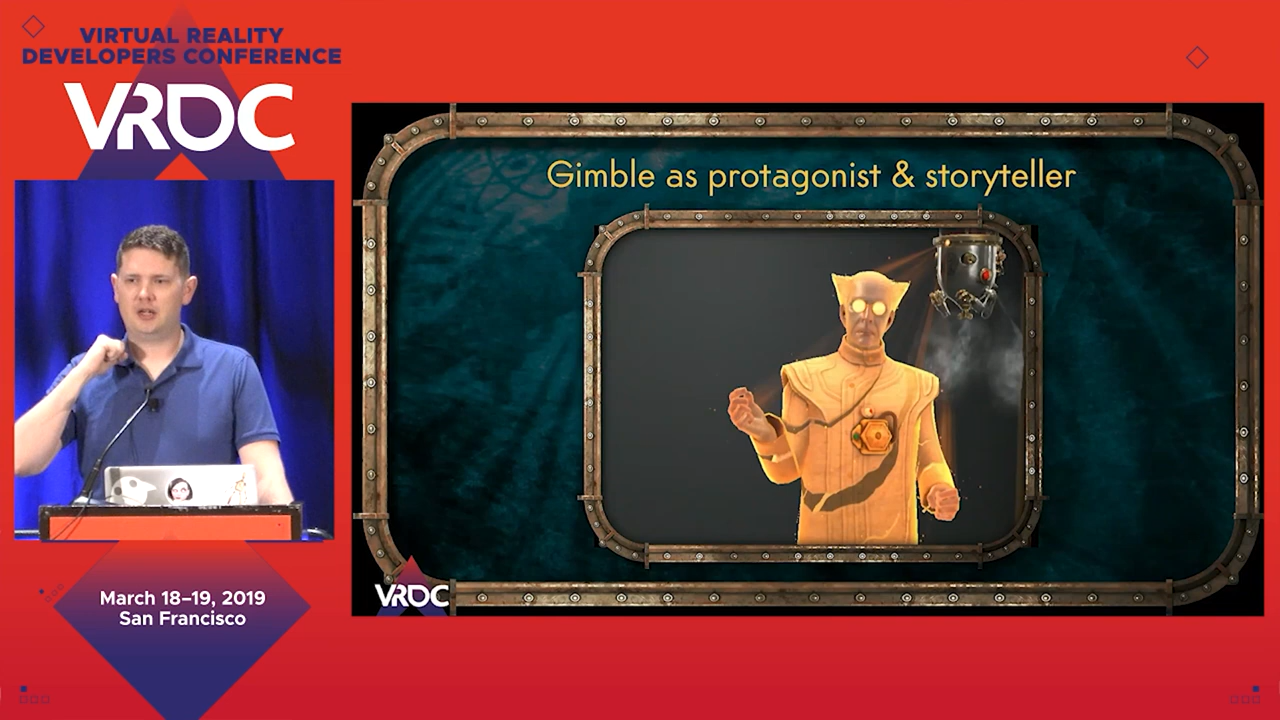 VIRTUAL REALITY
DEVELOPERS CONFERENCE
VRDC
Gimble as protagonist & storyteller
VRDC
March 18–19, 2019
San Francisco